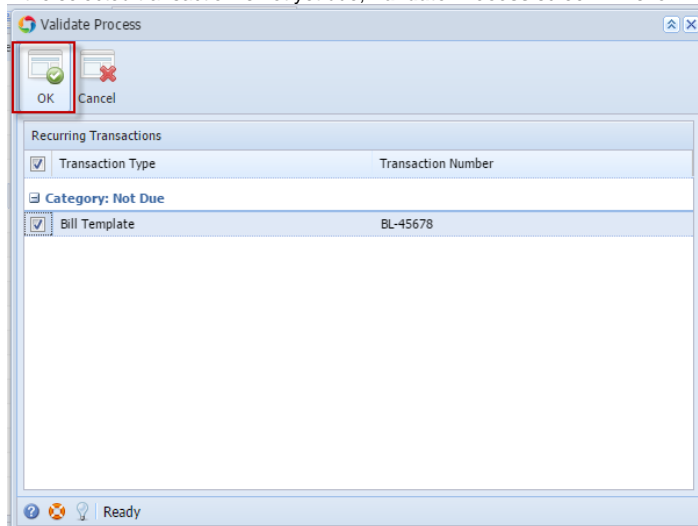 Validate Process
OK Cancel
Recurring Transactions
Transaction Type Transaction Number
Category: Not Due
Bill Template BL-45678
Ready